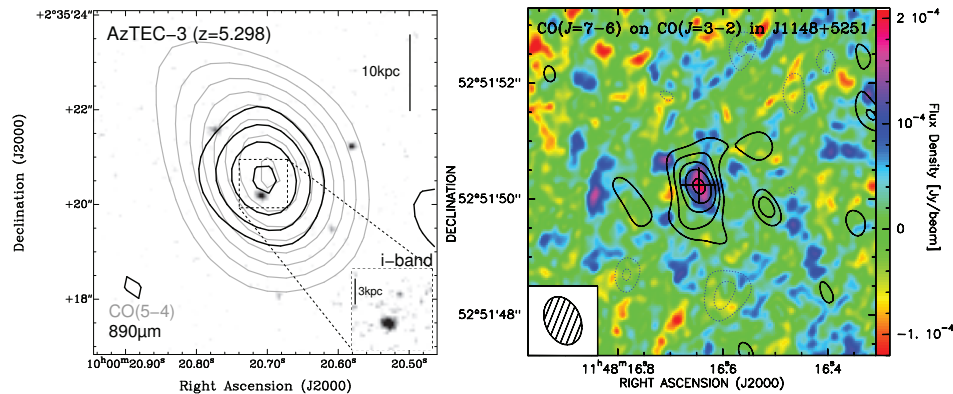 +2°35'24"
AzTEC-3 (z=5.298)
10kpc
+22"
+20"
+18"
Declination (J2000)
i-band
3kpc
CO(5-4)
890μm
10ʰ00ᵐ20.90ˢ
20.80ˢ
20.70ˢ
20.60ˢ
20.50ˢ
Right Ascension (J2000)
CO(J=7-6) on CO(J=3-2) in J1148+5251
52°51'52"
52°51'50"
52°51'48"
DECLINATION
11ʰ48ᵐ16.ˢ8
16.ˢ6
16.ˢ4
RIGHT ASCENSION (J2000)
2 10⁻⁴
10⁻⁴
0
−1. 10⁻⁴
Flux Density [Jy/beam]